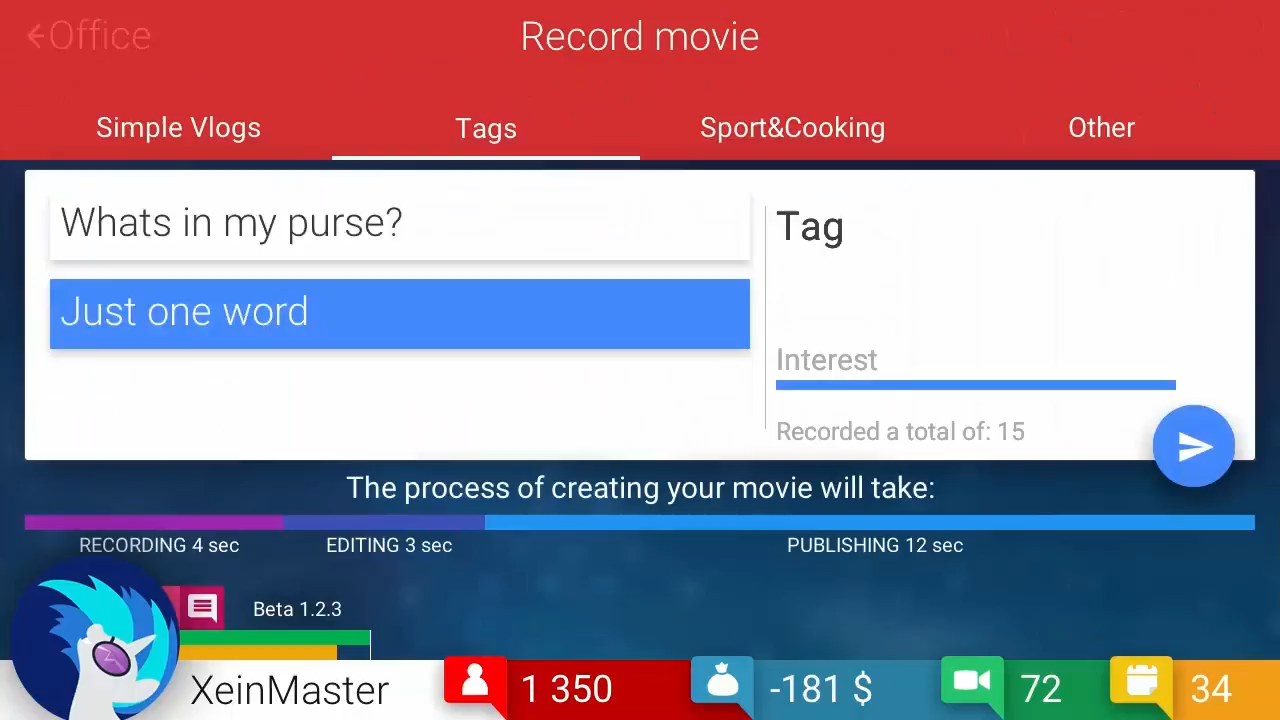 Office
Record movie
Simple Vlogs
Tags
Sport&Cooking
Other
Whats in my purse?
Just one word
Tag
Interest
Recorded a total of: 15
The process of creating your movie will take:
RECORDING 4 sec
EDITING 3 sec
PUBLISHING 12 sec
Beta 1.2.3
XeinMaster
1 350
-181 $
72
34